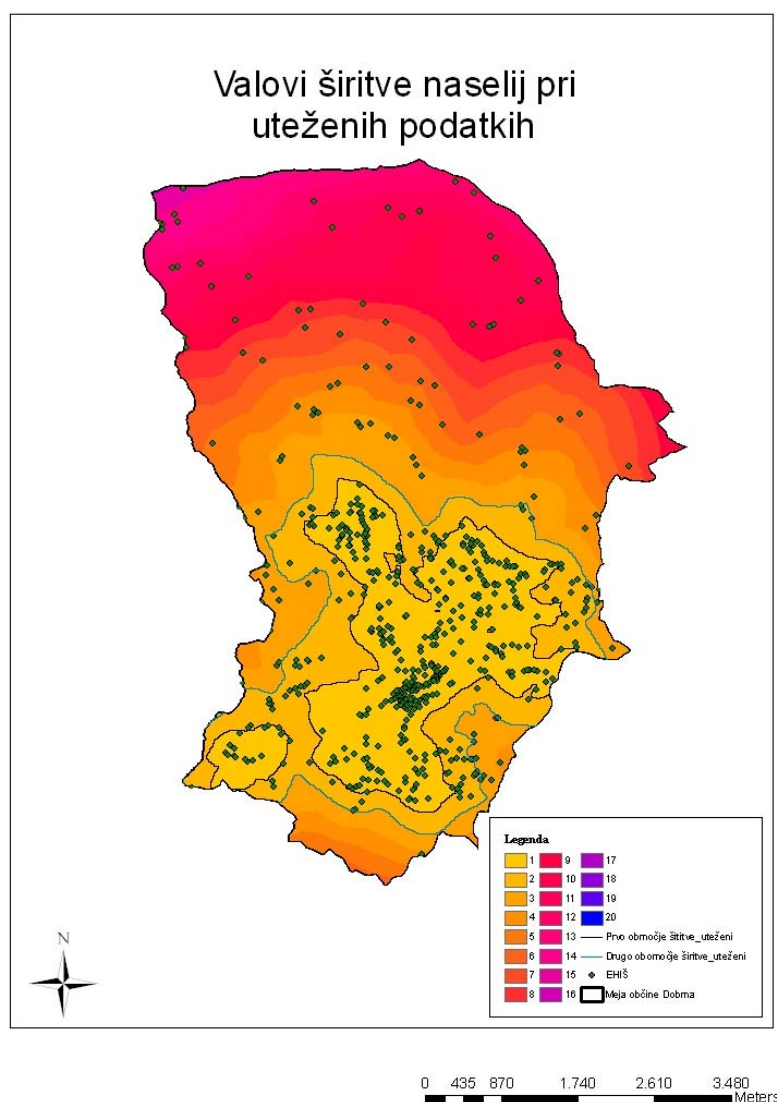 Valovi širitve naselij pri
uteženih podatkih
Legenda
1 9 17
2 10 18
3 11 19
4 12 20
5 13 Prvo območje šititve_uteženi
6 14 Drugo obomočje širitve_uteženi
7 15 EHIŠ
8 16 Meja občine Dobrna
N
0 435 870 1.740 2.610 3.480
Meters